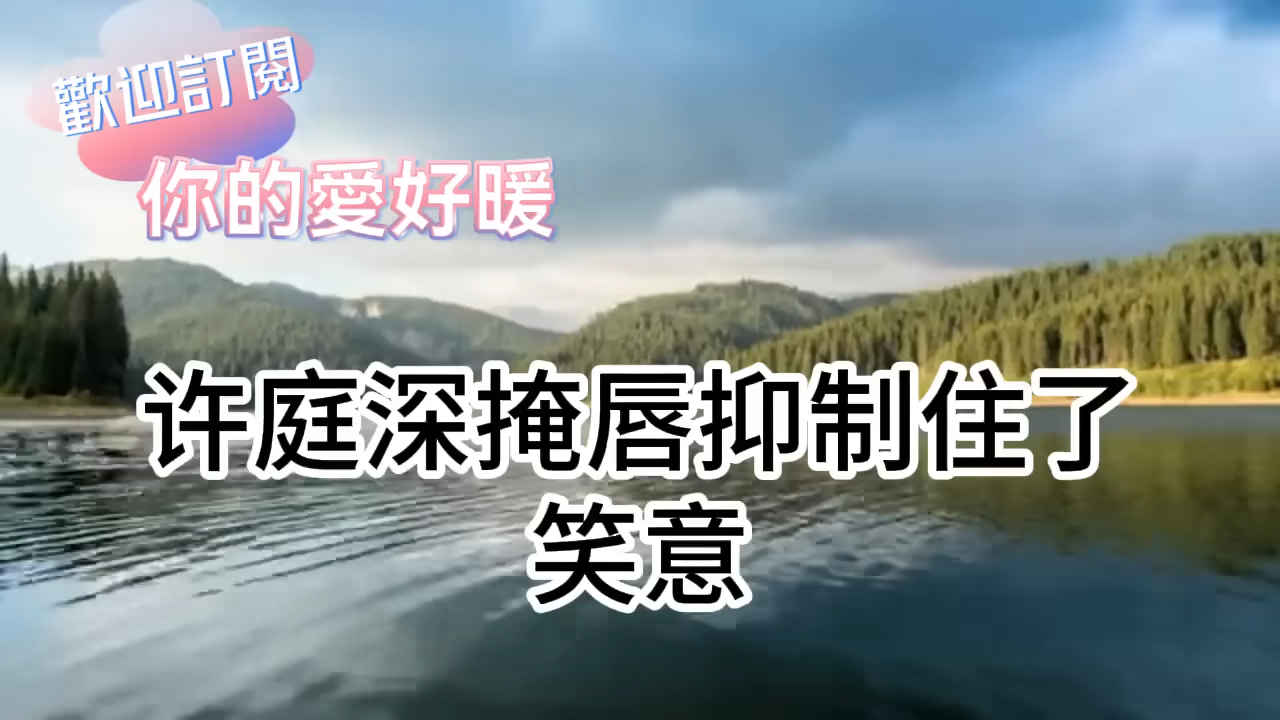 歡迎訂閱
你的愛好暖
许庭深掩唇抑制住了
笑意